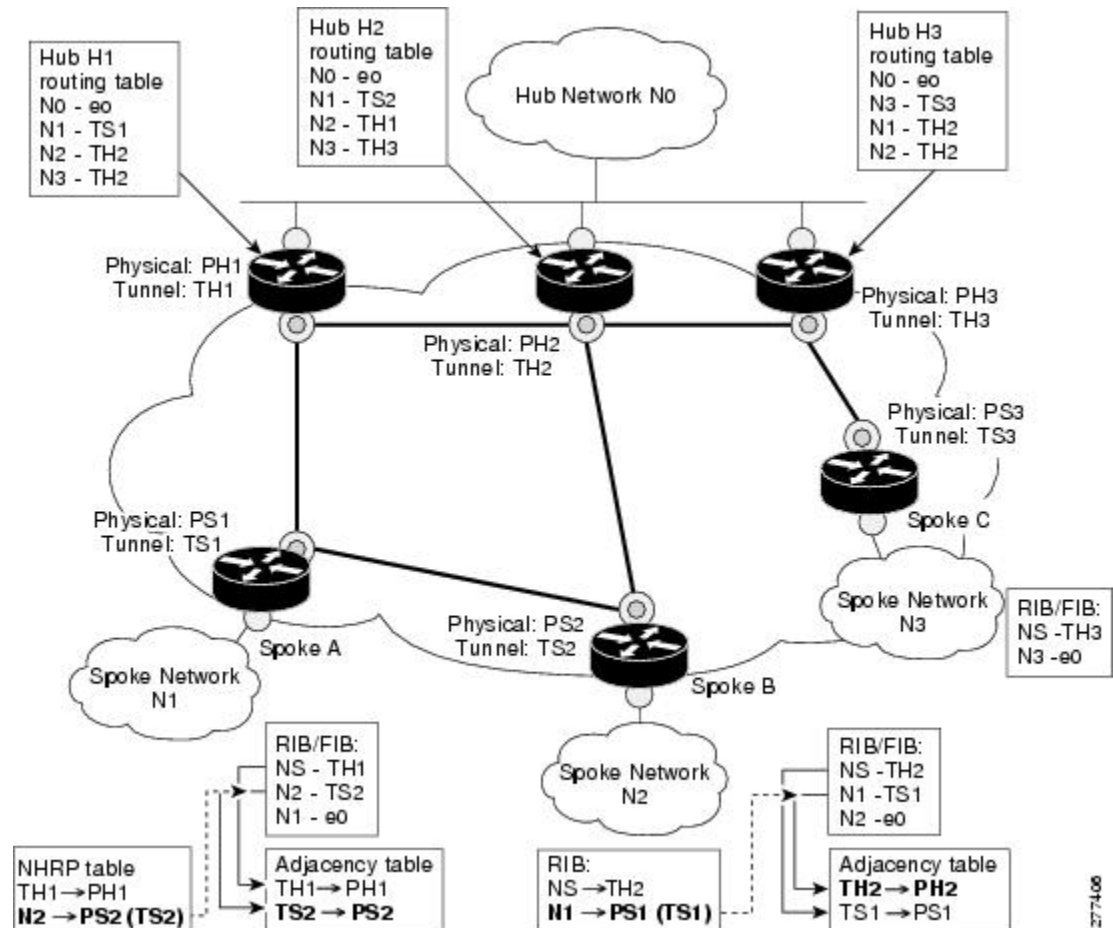 Hub H1
routing table
N0 - eo
N1 - TS1
N2 - TH2
N3 - TH2
Hub H2
routing table
N0 - eo
N1 - TS2
N2 - TH1
N3 - TH3
Hub Network N0
Hub H3
routing table
N0 - eo
N3 - TS3
N1 - TH2
N2 - TH2
Physical: PH1
Tunnel: TH1
Physical: PH2
Tunnel: TH2
Physical: PH3
Tunnel: TH3
Physical: PS3
Tunnel: TS3
Spoke C
Physical: PS1
Tunnel: TS1
Spoke A
Spoke Network
N1
Physical: PS2
Tunnel: TS2
Spoke B
Spoke Network
N2
Spoke Network
N3
RIB/FIB:
NS -TH3
N3 -e0
RIB/FIB:
NS - TH1
N2 - TS2
N1 - e0
NHRP table
TH1→PH1
N2 →PS2 (TS2)
Adjacency table
TH1→PH1
TS2 → PS2
RIB:
NS →TH2
N1→PS1 (TS1)
RIB/FIB:
NS -TH2
N1 -TS1
N2 -e0
Adjacency table
TH2→ PH2
TS1→PS1
277406